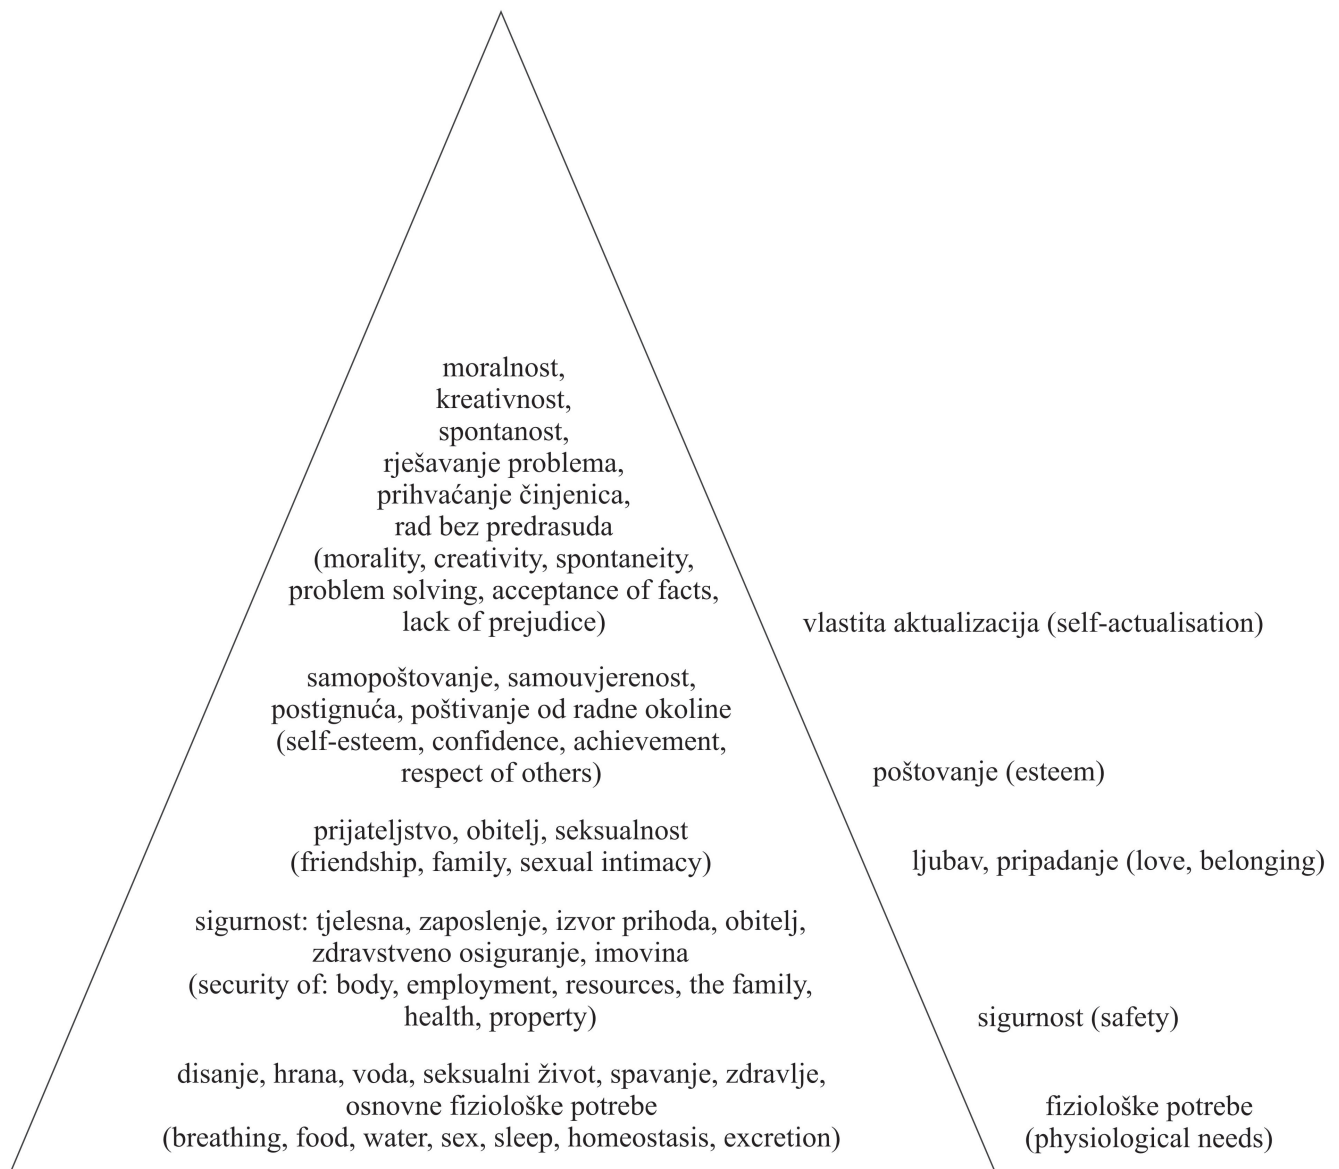 moralnost,
kreativnost,
spontanost,
rješavanje problema,
prihvaćanje činjenica,
rad bez predrasuda
(morality, creativity, spontaneity,
problem solving, acceptance of facts,
lack of prejudice)
vlastita aktualizacija (self-actualisation)
samopoštovanje, samouvjerenost,
postignuća, poštivanje od radne okoline
(self-esteem, confidence, achievement,
respect of others)
poštovanje (esteem)
prijateljstvo, obitelj, seksualnost
(friendship, family, sexual intimacy)
ljubav, pripadanje (love, belonging)
sigurnost: tjelesna, zaposlenje, izvor prihoda, obitelj,
zdravstveno osiguranje, imovina
(security of: body, employment, resources, the family,
health, property)
sigurnost (safety)
disanje, hrana, voda, seksualni život, spavanje, zdravlje,
osnovne fiziološke potrebe
(breathing, food, water, sex, sleep, homeostasis, excretion)
fiziološke potrebe
(physiological needs)